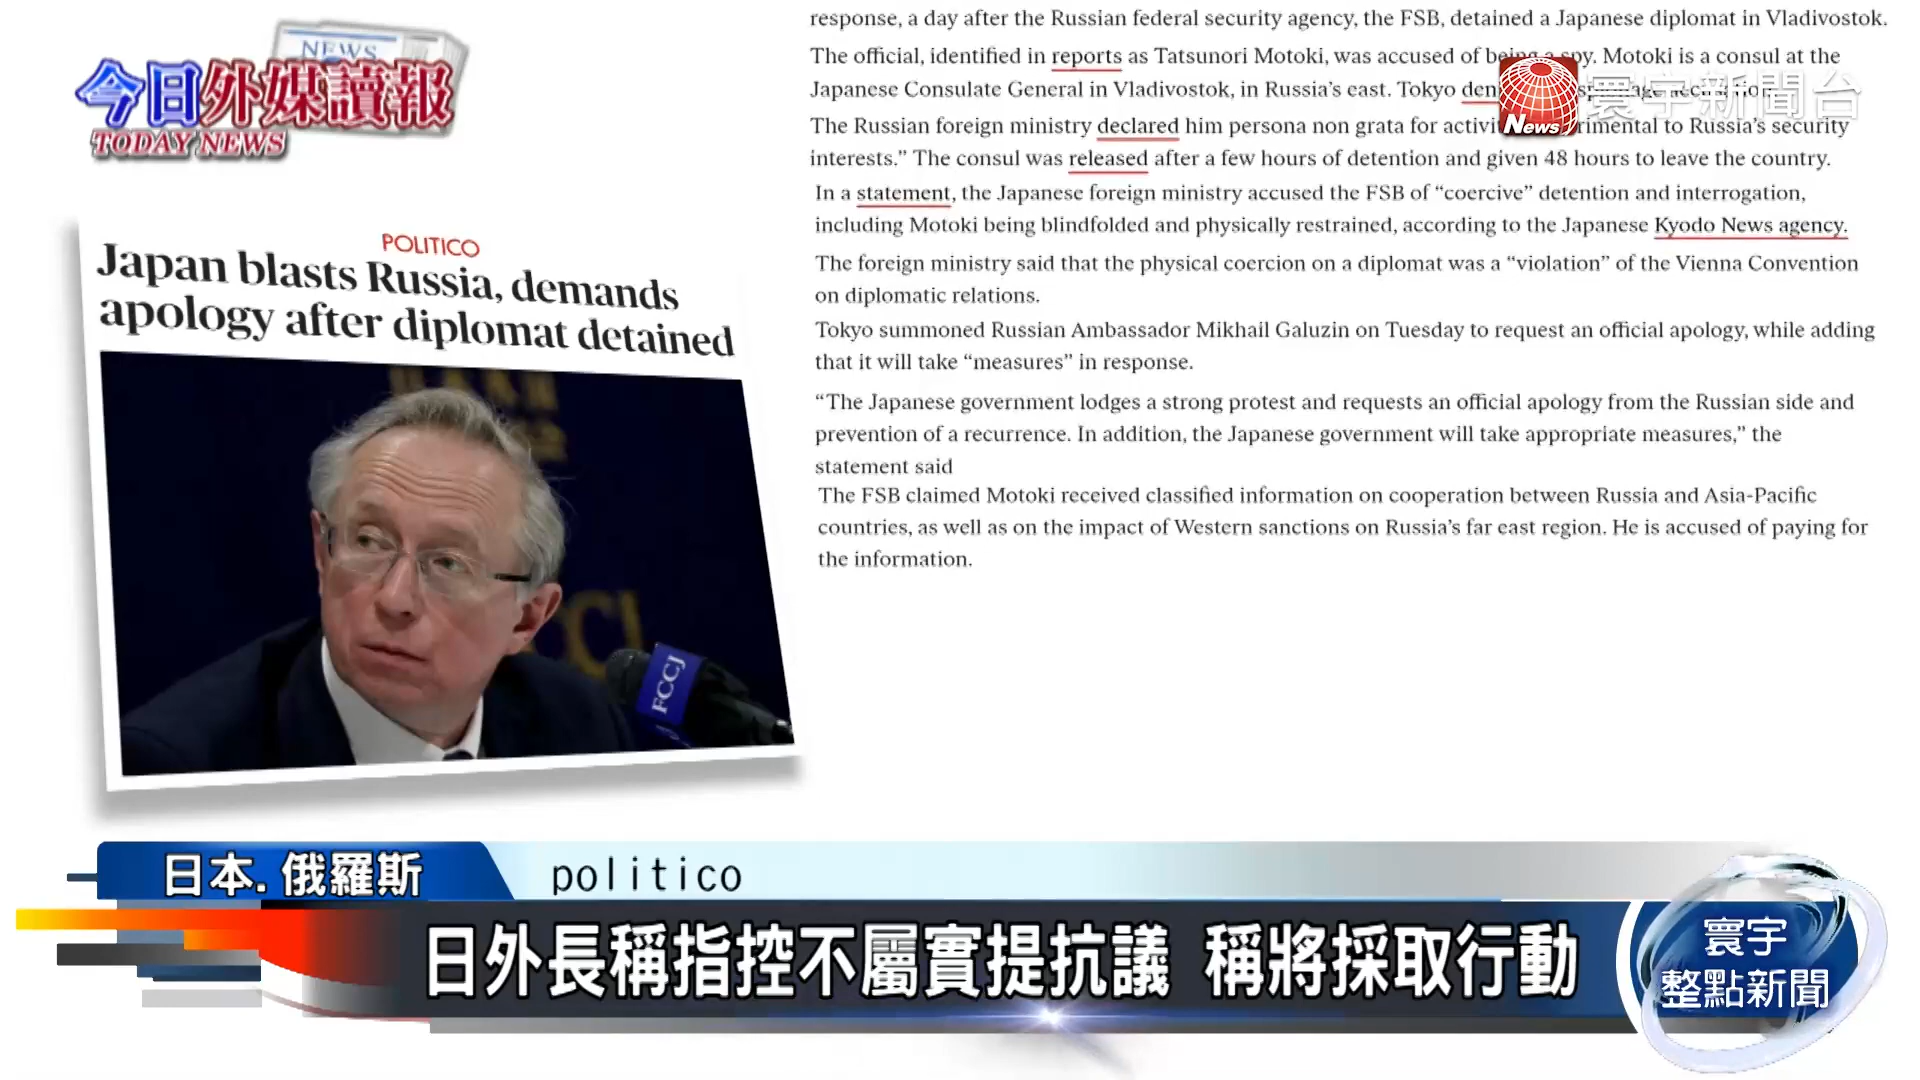 NEWS
今日外媒讀報
TODAY NEWS
response, a day after the Russian federal security agency, the FSB, detained a Japanese diplomat in Vladivostok.
The official, identified in reports as Tatsunori Motoki, was accused of being a spy. Motoki is a consul at the
Japanese Consulate General in Vladivostok, in Russia's east. Tokyo
The Russian foreign ministry declared him persona non grata for to Russia's security
interests.” The consul was released after a few hours of detention and given 48 hours to leave the country.
In a statement, the Japanese foreign ministry accused the FSB of “coercive” detention and interrogation,
including Motoki being blindfolded and physically restrained, according to the Japanese Kyodo News agency.
The foreign ministry said that the physical coercion on a diplomat was a “violation” of the Vienna Convention
on diplomatic relations.
Tokyo summoned Russian Ambassador Mikhail Galuzin on Tuesday to request an official apology, while adding
that it will take “measures” in response.
“The Japanese government lodges a strong protest and requests an official apology from the Russian side and
prevention of a recurrence. In addition, the Japanese government will take appropriate measures,” the
statement said
The FSB claimed Motoki received classified information on cooperation between Russia and Asia-Pacific
countries, as well as on the impact of Western sanctions on Russia's far east region. He is accused of paying for
the information.
News 寰宇新聞台
POLITICO
Japan blasts Russia, demands
apology after diplomat detained
FCCJ
日本.俄羅斯
politico
日外長稱指控不屬實提抗議 稱將採取行動
寰宇
整點新聞